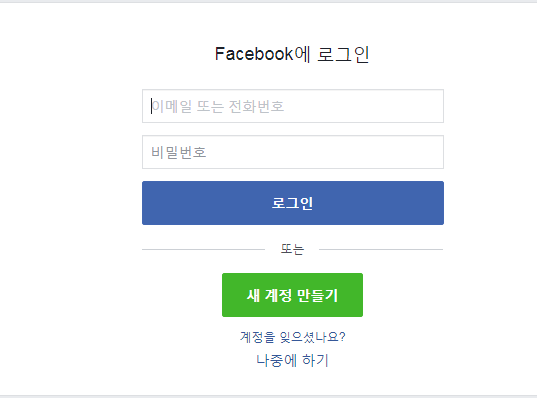 Facebook에 로그인
이메일 또는 전화번호
비밀번호
로그인
또는
새 계정 만들기
계정을 잊으셨나요?
나중에 하기